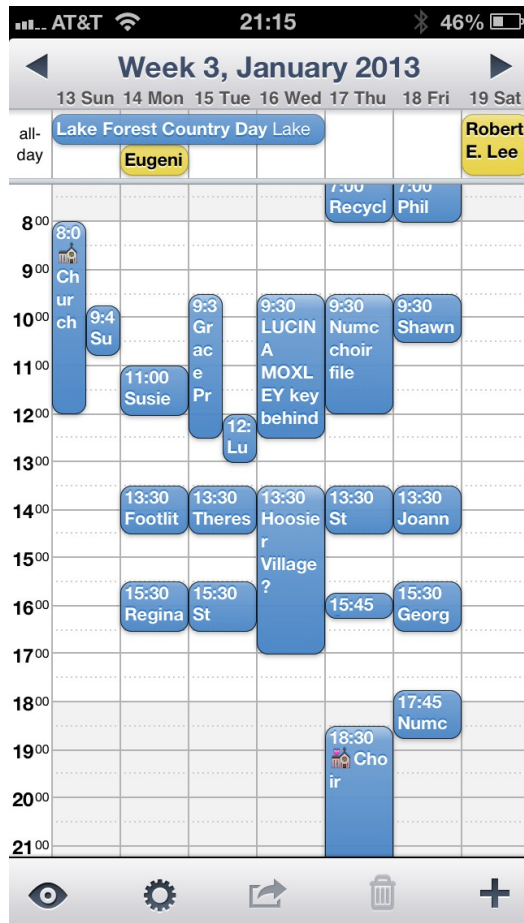 AT&T 21:15 46%
Week 3, January 2013
13 Sun 14 Mon 15 Tue 16 Wed 17 Thu 18 Fri 19 Sat
all-
day
Lake Forest Country Day Lake
Eugeni
Robert
E. Lee
8:00
9:00
10:00
11:00
12:00
13:00
14:00
15:00
16:00
17:00
18:00
19:00
20:00
21:00
8:0
Ch
ur
ch
9:4
Su
11:00
Susie
13:30
Footlit
15:30
Regina
9:3
Gr
ac
e
Pr
12:
Lu
13:30
Theres
15:30
St
9:30
LUCIN
A
MOXL
EY key
behind
13:30
Hoosie
r
Village
?
7:00
Recycl
9:30
Numc
choir
file
13:30
St
15:45
18:30
Cho
ir
7:00
Phil
9:30
Shawn
13:30
Joann
15:30
Georg
17:45
Numc